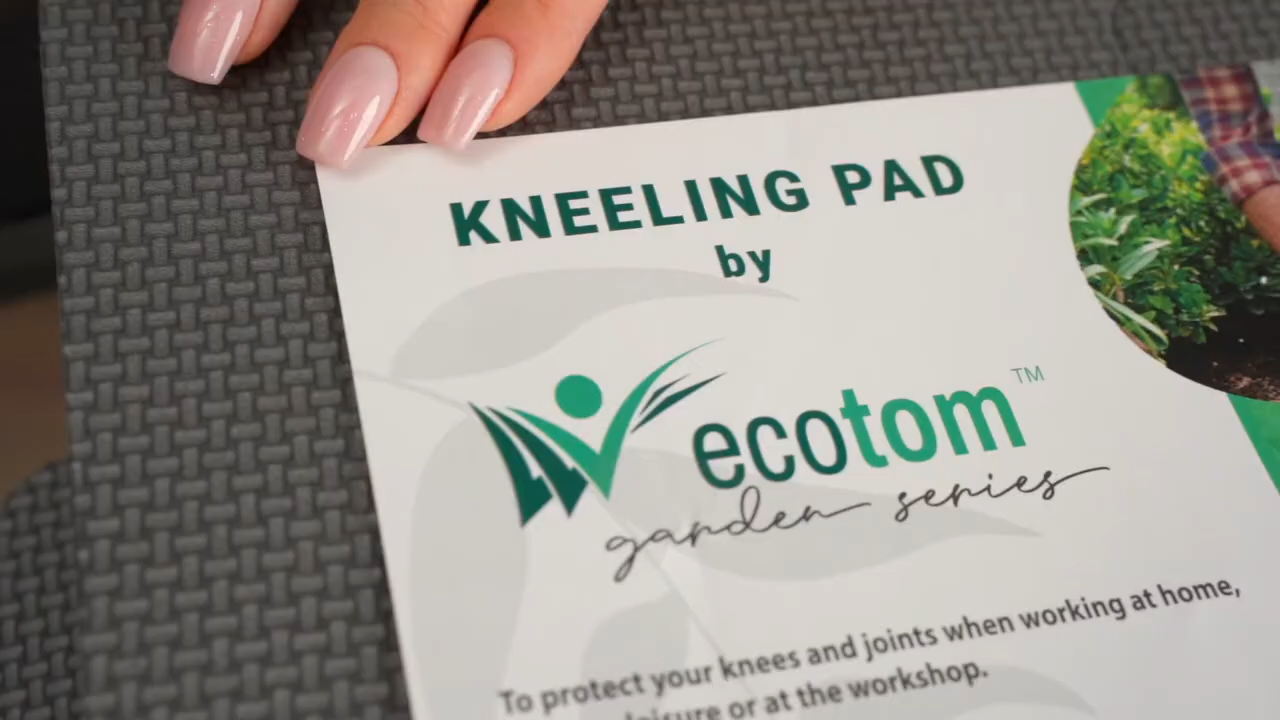 KNEELING PAD
by
ecotom™
garden series
To protect your knees and joints when working at home,
leisure or at the workshop.